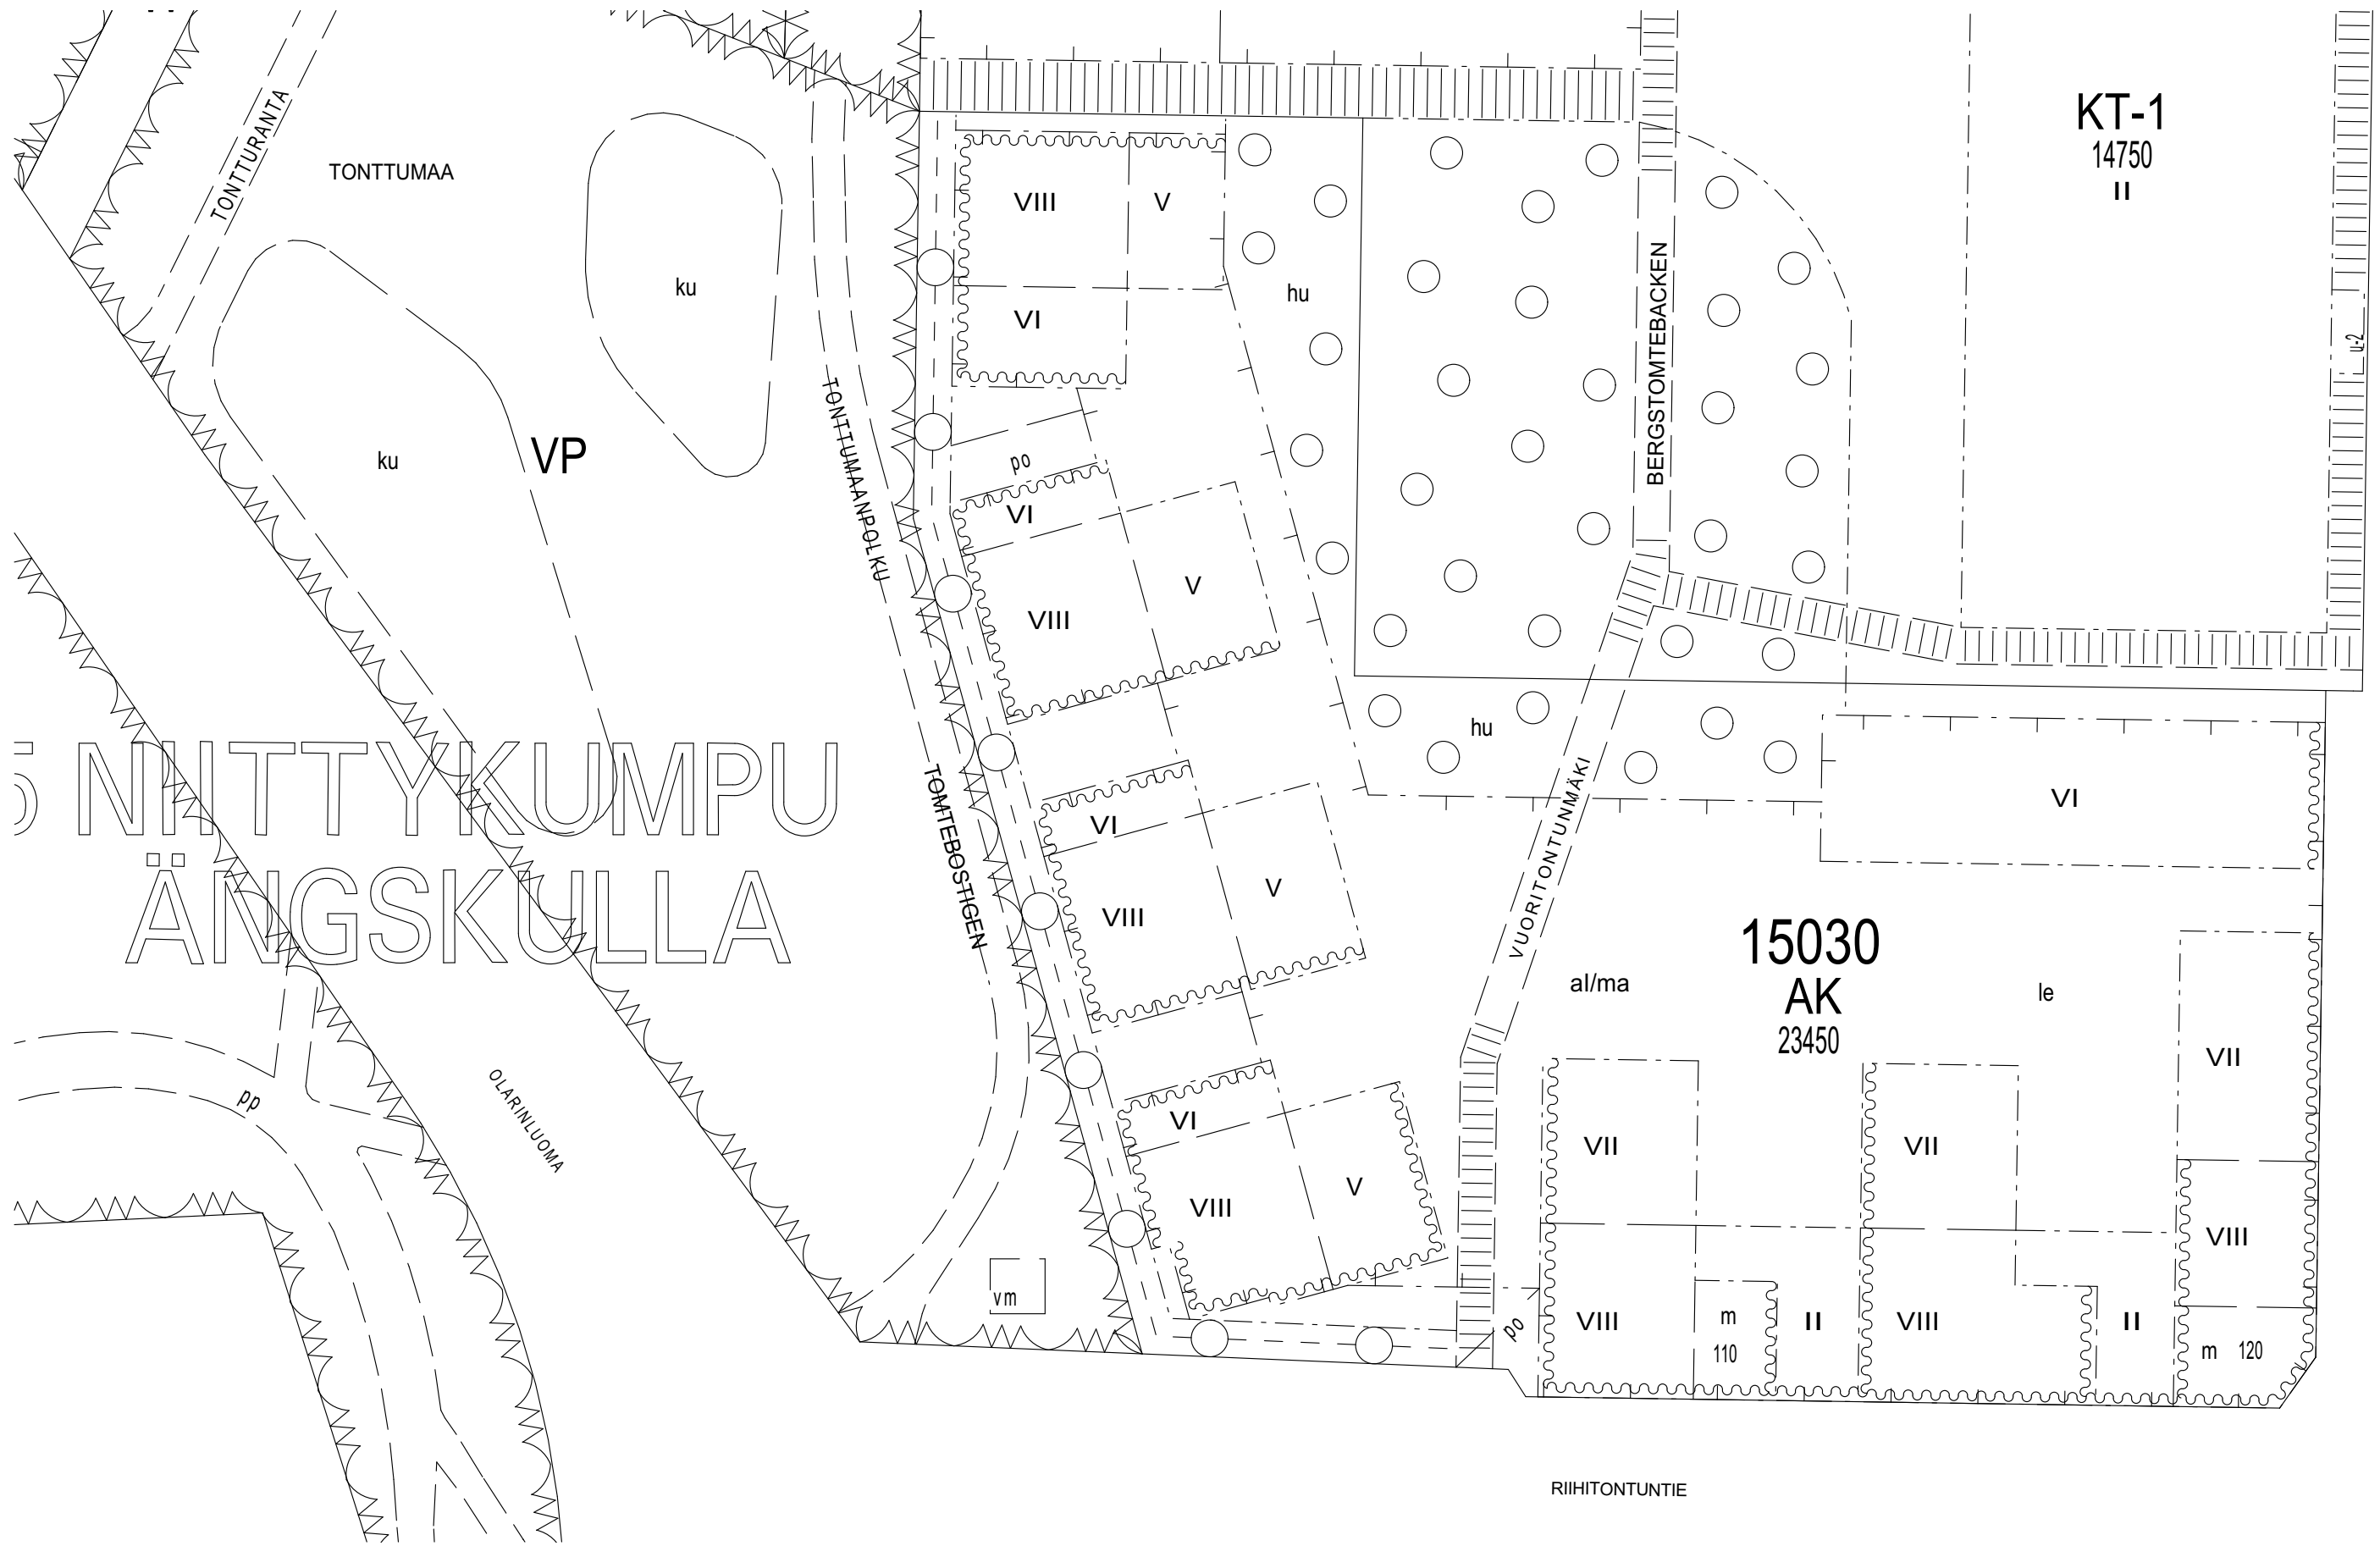 TONTTURANTA
TONTTUMAA
KT-1
14750
II
VIII
V
VI
ku
hu
BERGSTOMTEBACKEN
u-2
ku
VP
TONTTUMAANPOLKU
po
VI
V
VIII
hu
5 NIITTYKUMPU
ÄNGSKULLA
TOMTEBOSTIGEN
VI
V
VIII
VUORITONTUNMÄKI
VI
15030
AK
23450
al/ma
le
VII
pp
OLARINLUOMA
VI
V
VIII
VII
VII
VIII
vm
po
VIII
m
110
II
VIII
II
m 120
RIIHITONTUNTIE